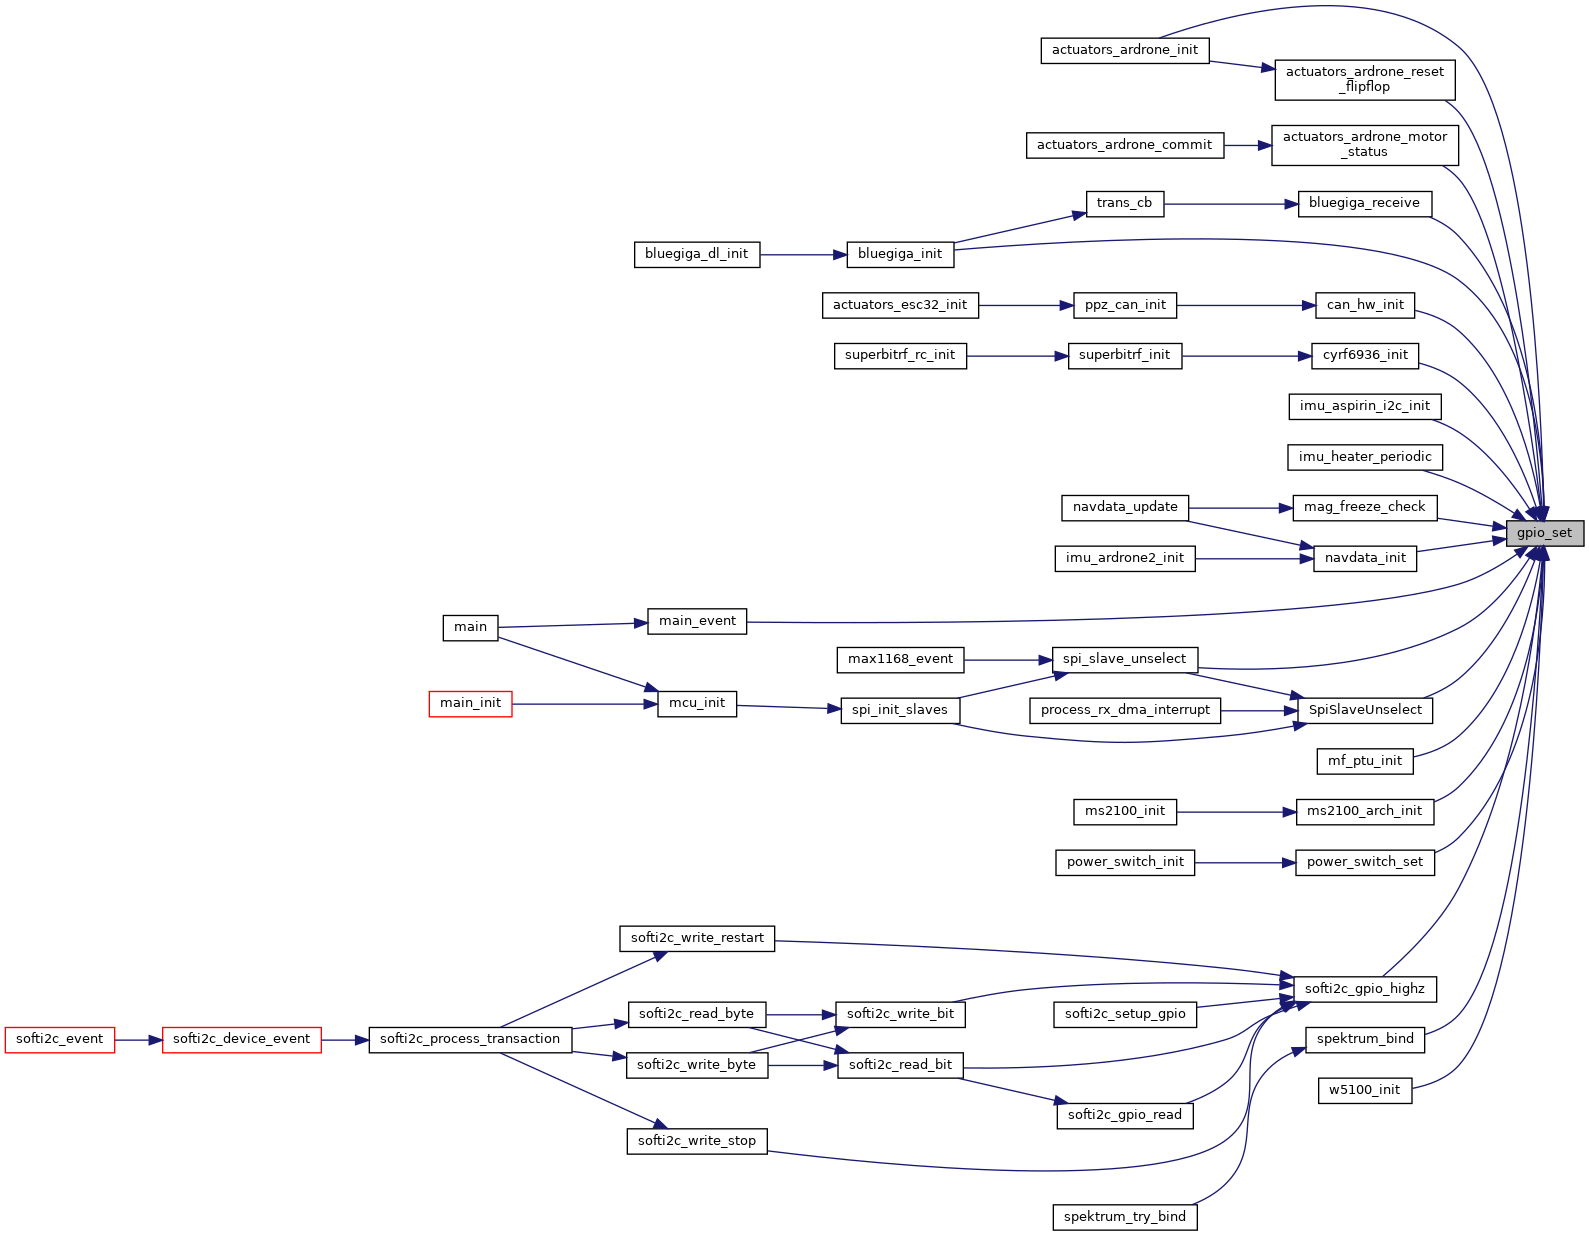 actuators_ardrone_init
actuators_ardrone_reset
_flipflop
actuators_ardrone_motor
_status
actuators_ardrone_commit
trans_cb
bluegiga_receive
bluegiga_dl_init
bluegiga_init
actuators_esc32_init
ppz_can_init
can_hw_init
superbitrf_rc_init
superbitrf_init
cyrf6936_init
imu_aspirin_i2c_init
imu_heater_periodic
navdata_update
mag_freeze_check
gpio_set
imu_ardrone2_init
navdata_init
main
main_event
max1168_event
spi_slave_unselect
main_init
mcu_init
spi_init_slaves
process_rx_dma_interrupt
SpiSlaveUnselect
mf_ptu_init
ms2100_init
ms2100_arch_init
power_switch_init
power_switch_set
softi2c_write_restart
softi2c_gpio_highz
softi2c_read_byte
softi2c_write_bit
softi2c_setup_gpio
softi2c_event
softi2c_device_event
softi2c_process_transaction
spektrum_bind
softi2c_write_byte
softi2c_read_bit
w5100_init
softi2c_gpio_read
softi2c_write_stop
spektrum_try_bind